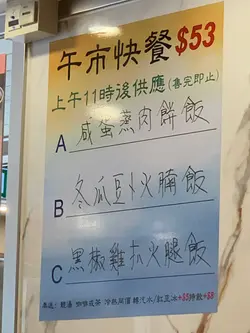 午市快餐 $53
上午11時後供應(售完即止)
A 咸蛋蒸肉餅飯
B 冬瓜豆卜火腩飯
C 黑椒雞扒火腿飯